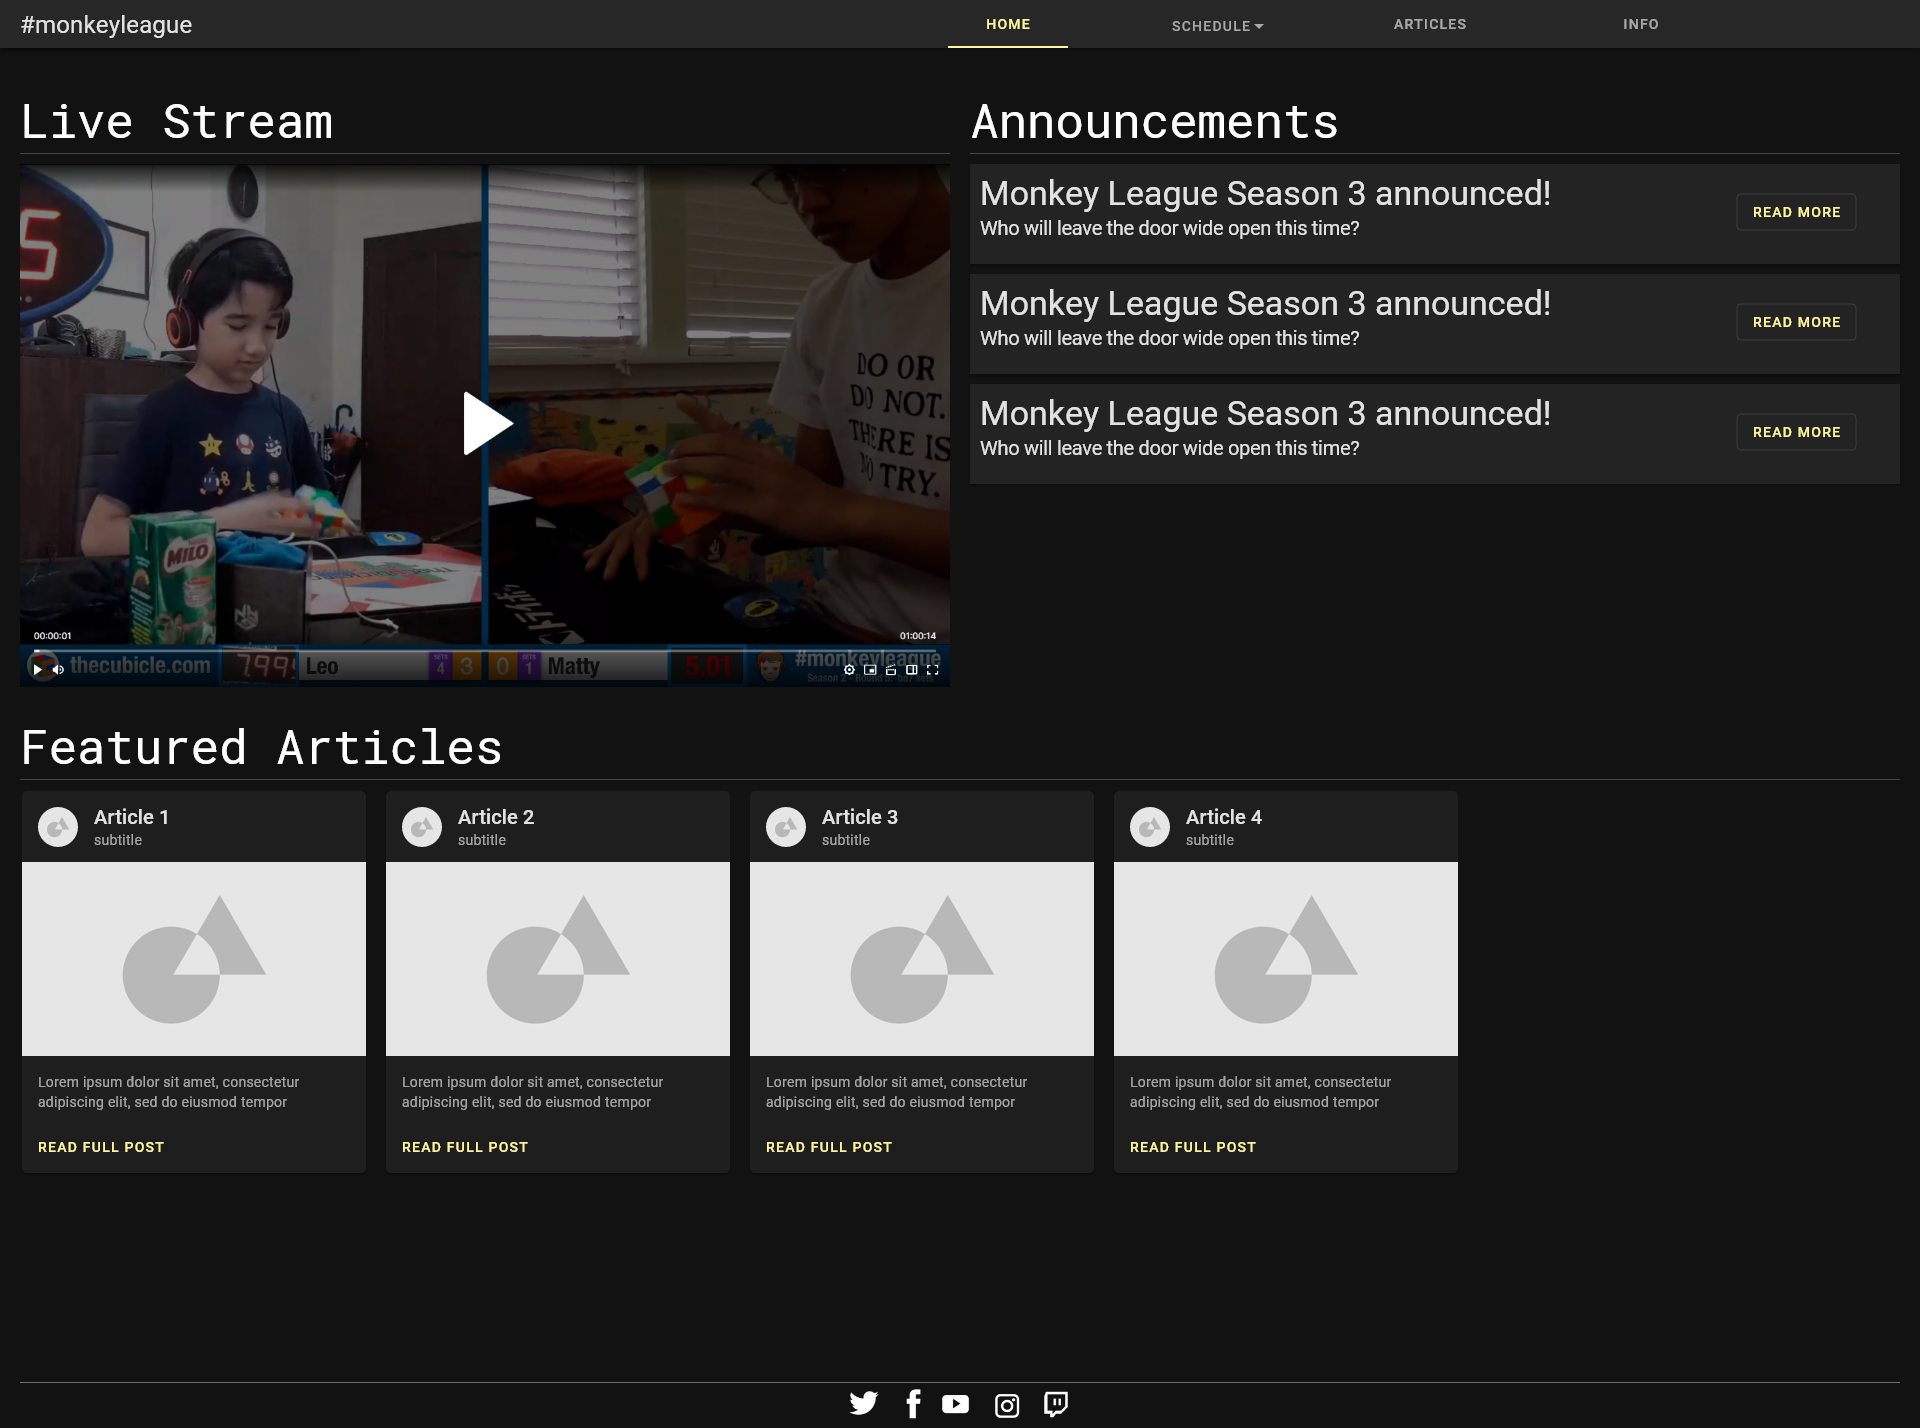 #monkeyleague
HOME
SCHEDULE
ARTICLES
INFO
Live Stream
5
DO OR
DO NOT.
THERE IS
NO TRY.
MILO
00:00:01
01:00:14
thecubicle.com
7.99
Leo
SETS
4
3
0
SETS
1
Matty
5.01
#monkeyleague
Season 2 - Round 5:
Announcements
Monkey League Season 3 announced!
Who will leave the door wide open this time?
READ MORE
Monkey League Season 3 announced!
Who will leave the door wide open this time?
READ MORE
Monkey League Season 3 announced!
Who will leave the door wide open this time?
READ MORE
Featured Articles
Article 1
subtitle
Lorem ipsum dolor sit amet, consectetur
adipiscing elit, sed do eiusmod tempor
READ FULL POST
Article 2
subtitle
Lorem ipsum dolor sit amet, consectetur
adipiscing elit, sed do eiusmod tempor
READ FULL POST
Article 3
subtitle
Lorem ipsum dolor sit amet, consectetur
adipiscing elit, sed do eiusmod tempor
READ FULL POST
Article 4
subtitle
Lorem ipsum dolor sit amet, consectetur
adipiscing elit, sed do eiusmod tempor
READ FULL POST